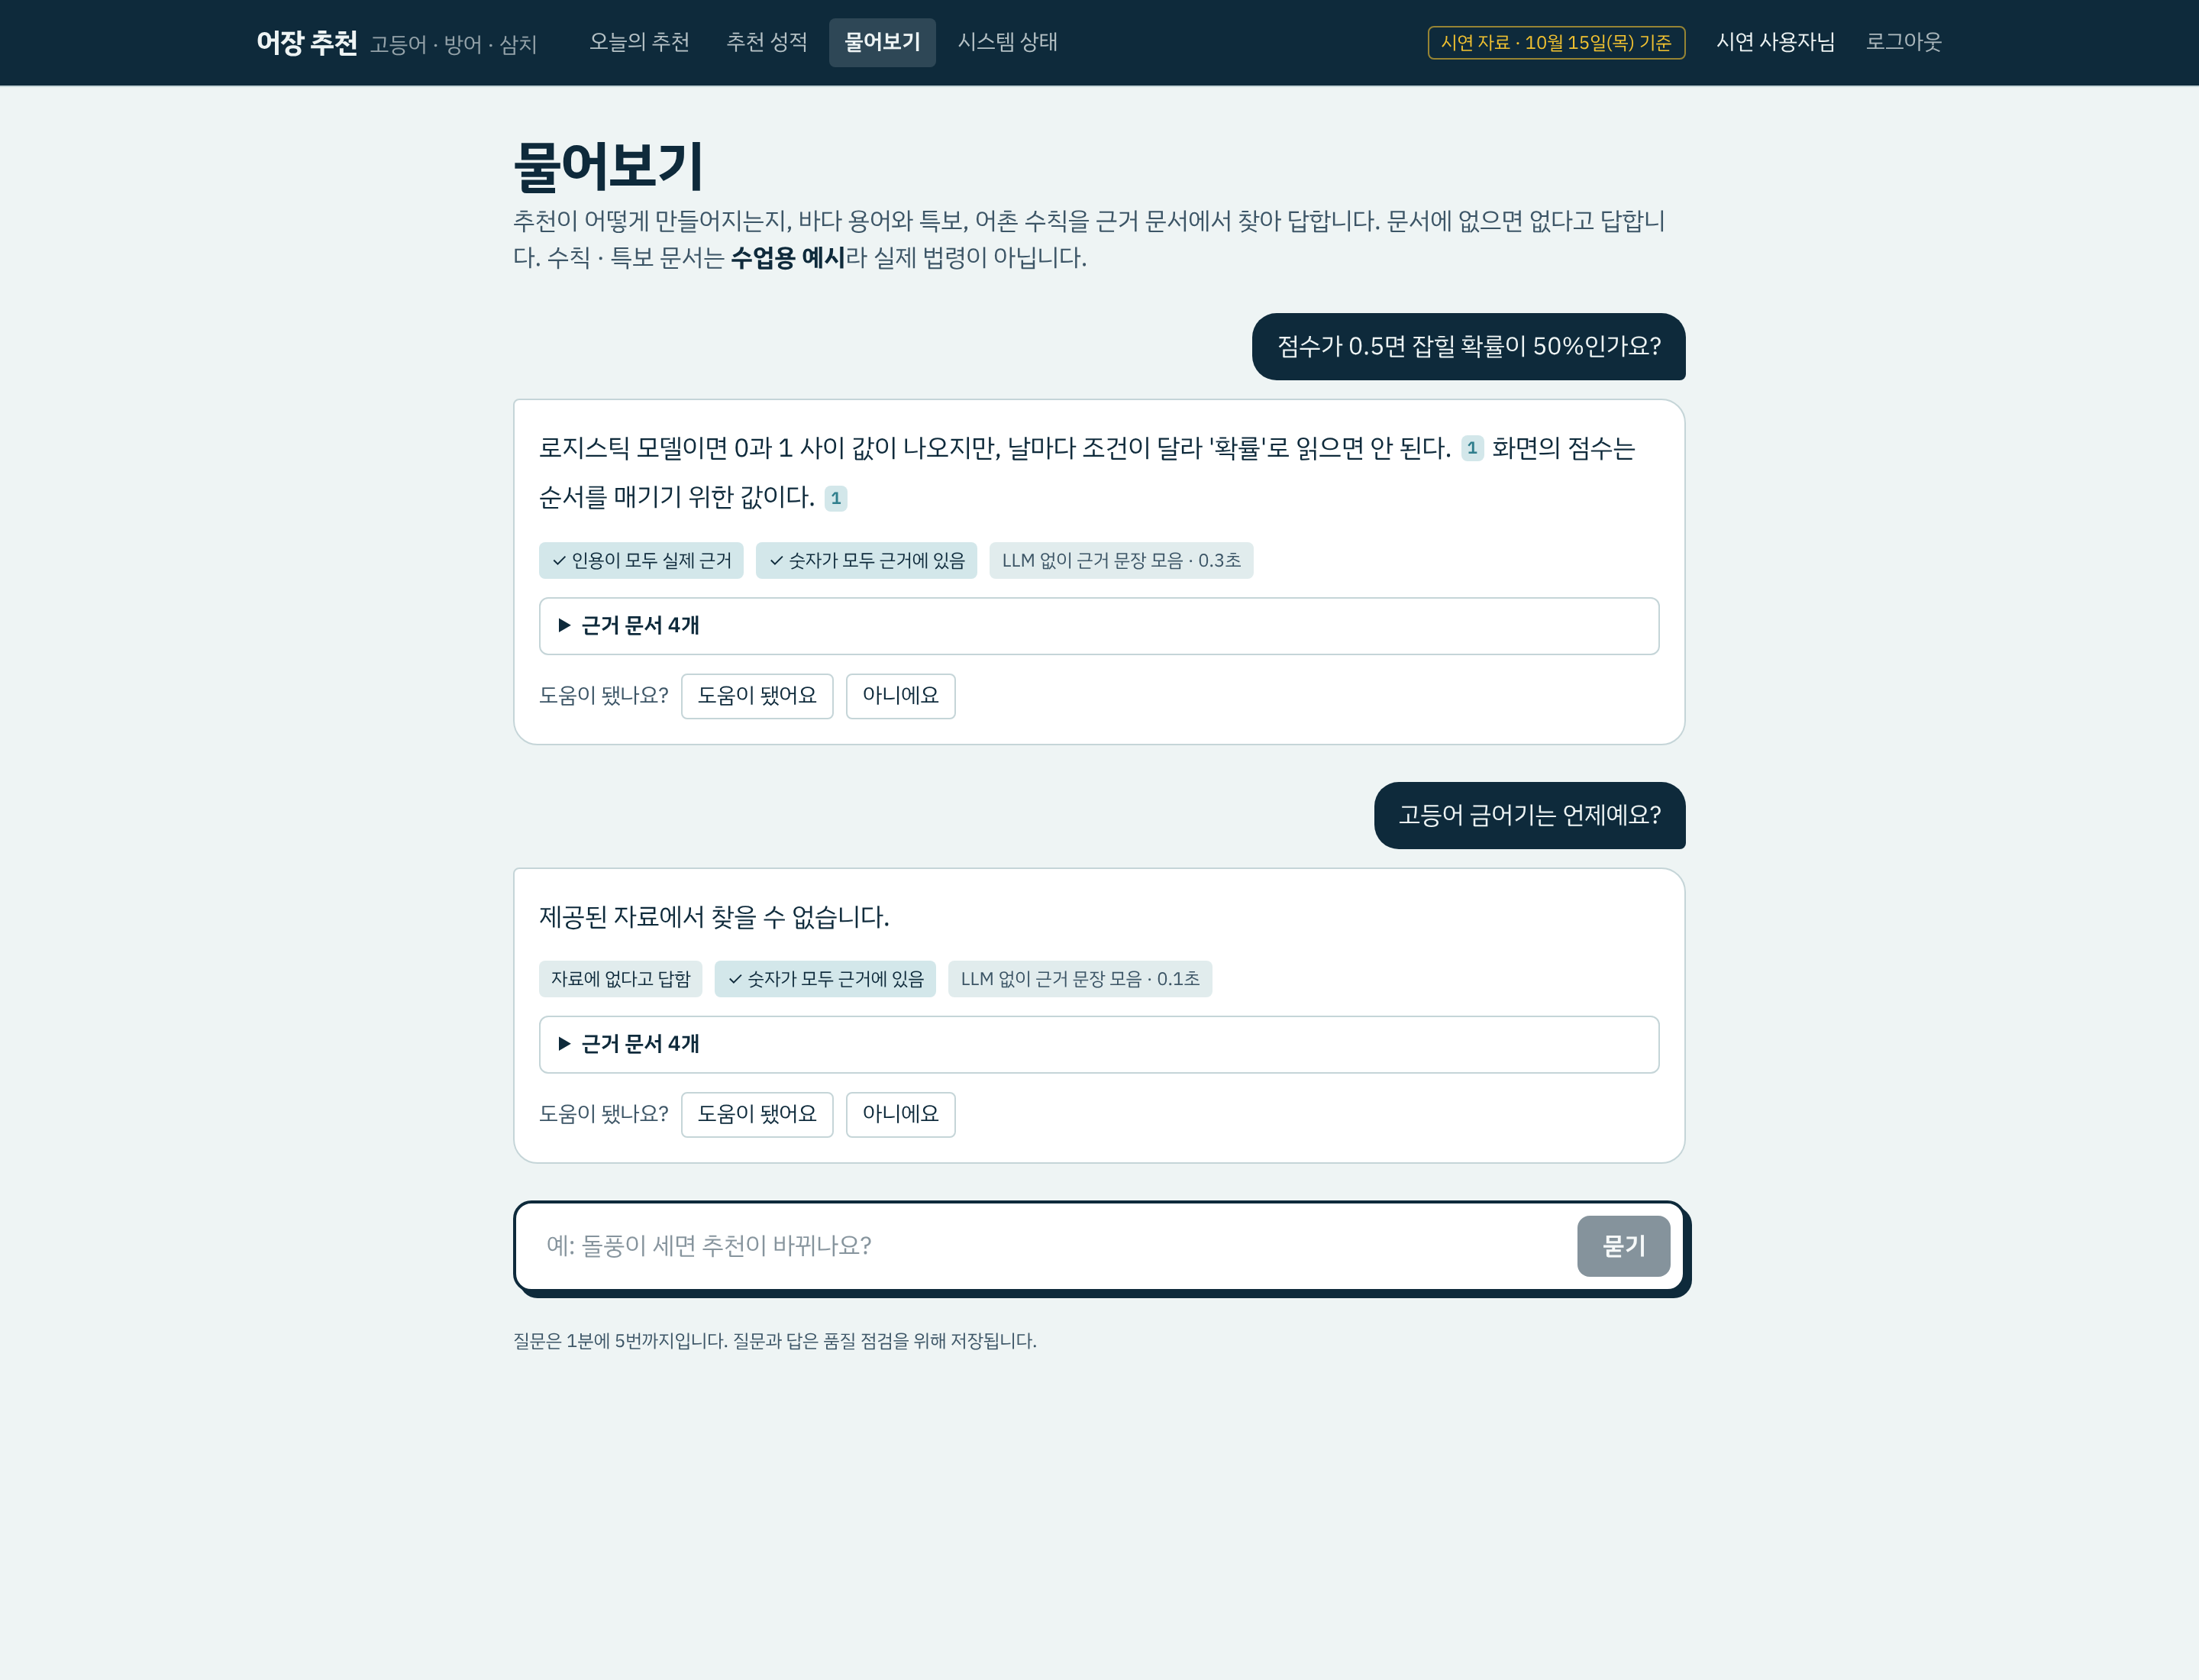 어장 추천 고등어 · 방어 · 삼치 오늘의 추천 추천 성적 물어보기 시스템 상태 시연 자료 · 10월 15일(목) 기준 시연 사용자님 로그아웃
물어보기
추천이 어떻게 만들어지는지, 바다 용어와 특보, 어촌 수칙을 근거 문서에서 찾아 답합니다. 문서에 없으면 없다고 답합니
다. 수칙 · 특보 문서는 수업용 예시라 실제 법령이 아닙니다.
점수가 0.5면 잡힐 확률이 50%인가요?
로지스틱 모델이면 0과 1 사이 값이 나오지만, 날마다 조건이 달라 '확률'로 읽으면 안 된다. 1 화면의 점수는
순서를 매기기 위한 값이다. 1
✓ 인용이 모두 실제 근거 ✓ 숫자가 모두 근거에 있음 LLM 없이 근거 문장 모음 · 0.3초
▶ 근거 문서 4개
도움이 됐나요? 도움이 됐어요 아니에요
고등어 금어기는 언제예요?
제공된 자료에서 찾을 수 없습니다.
자료에 없다고 답함 ✓ 숫자가 모두 근거에 있음 LLM 없이 근거 문장 모음 · 0.1초
▶ 근거 문서 4개
도움이 됐나요? 도움이 됐어요 아니에요
예: 돌풍이 세면 추천이 바뀌나요? 묻기
질문은 1분에 5번까지입니다. 질문과 답은 품질 점검을 위해 저장됩니다.